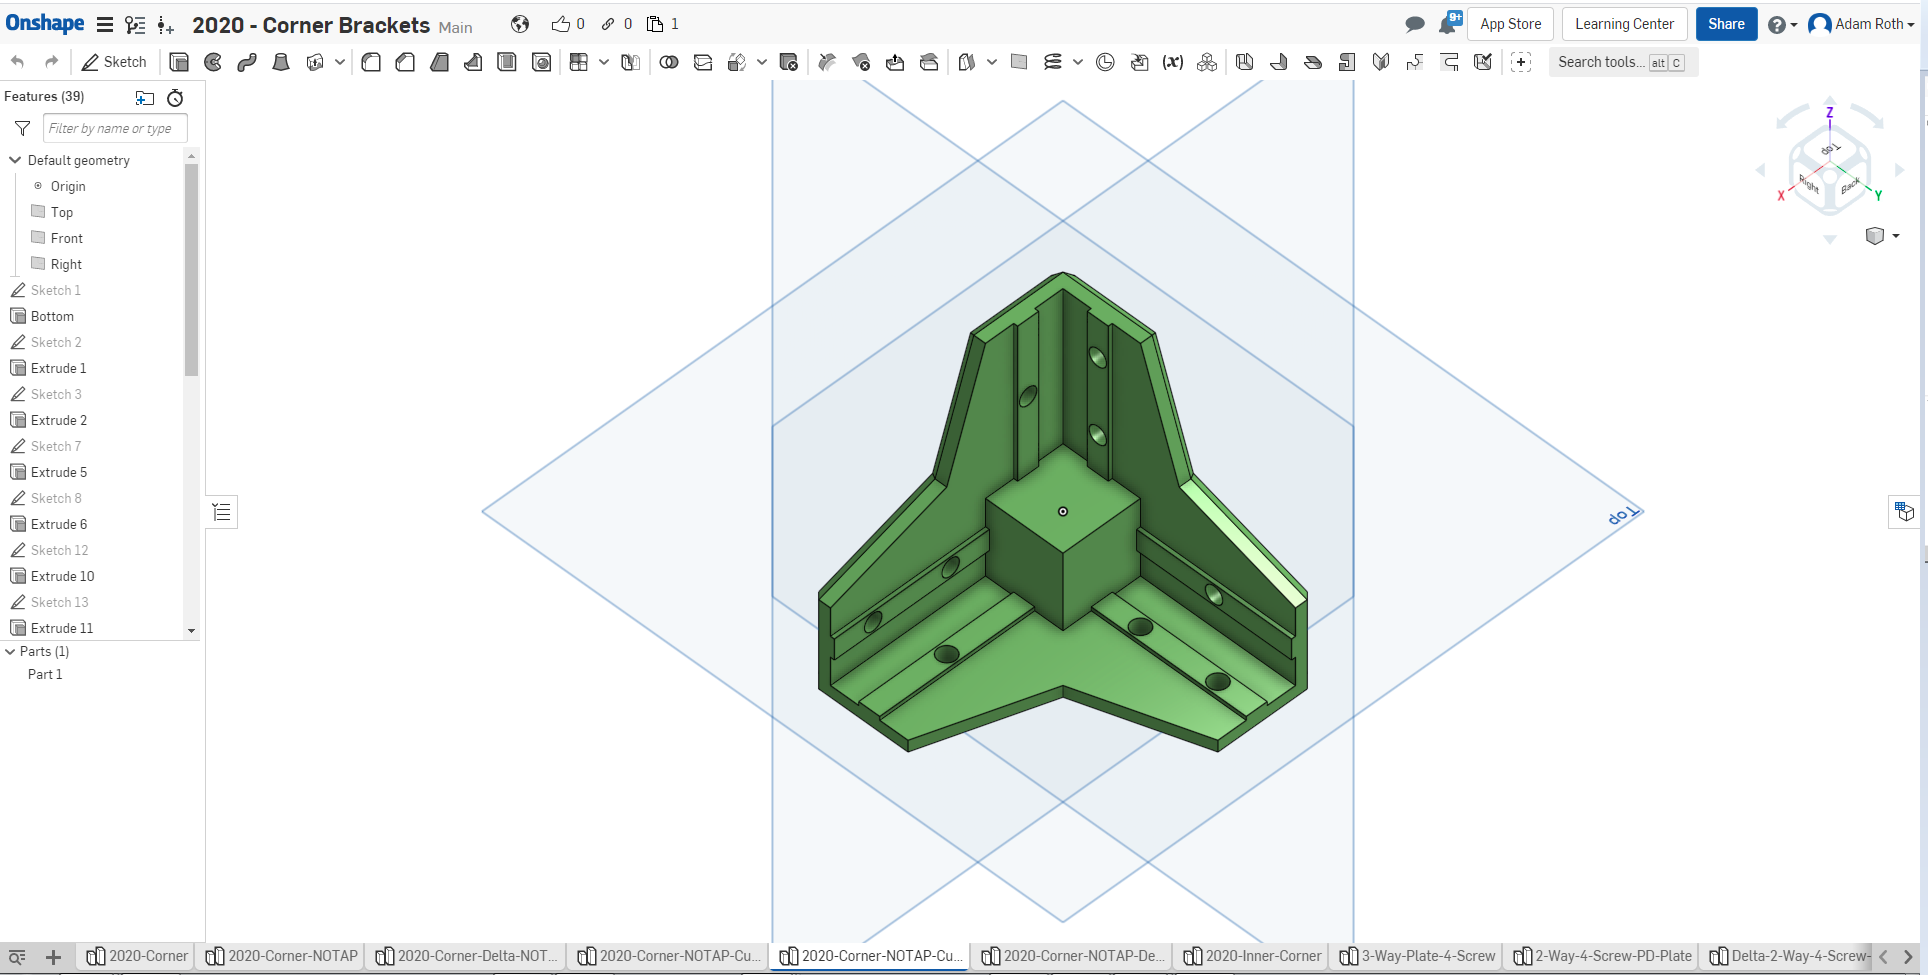 Onshape 2020 - Corner Brackets Main 0 0 1 9+ App Store Learning Center Share Adam Roth
Sketch Search tools... alt C
Features (39)
Filter by name or type
Default geometry
Origin
Top
Front
Right
Sketch 1
Bottom
Sketch 2
Extrude 1
Sketch 3
Extrude 2
Sketch 7
Extrude 5
Sketch 8
Extrude 6
Sketch 12
Extrude 10
Sketch 13
Extrude 11
Parts (1)
Part 1
Z
Top
Right Back
X Y
Top
2020-Corner 2020-Corner-NOTAP 2020-Corner-Delta-NOT... 2020-Corner-NOTAP-Cu... 2020-Corner-NOTAP-Cu... 2020-Corner-NOTAP-De... 2020-Inner-Corner 3-Way-Plate-4-Screw 2-Way-4-Screw-PD-Plate Delta-2-Way-4-Screw-